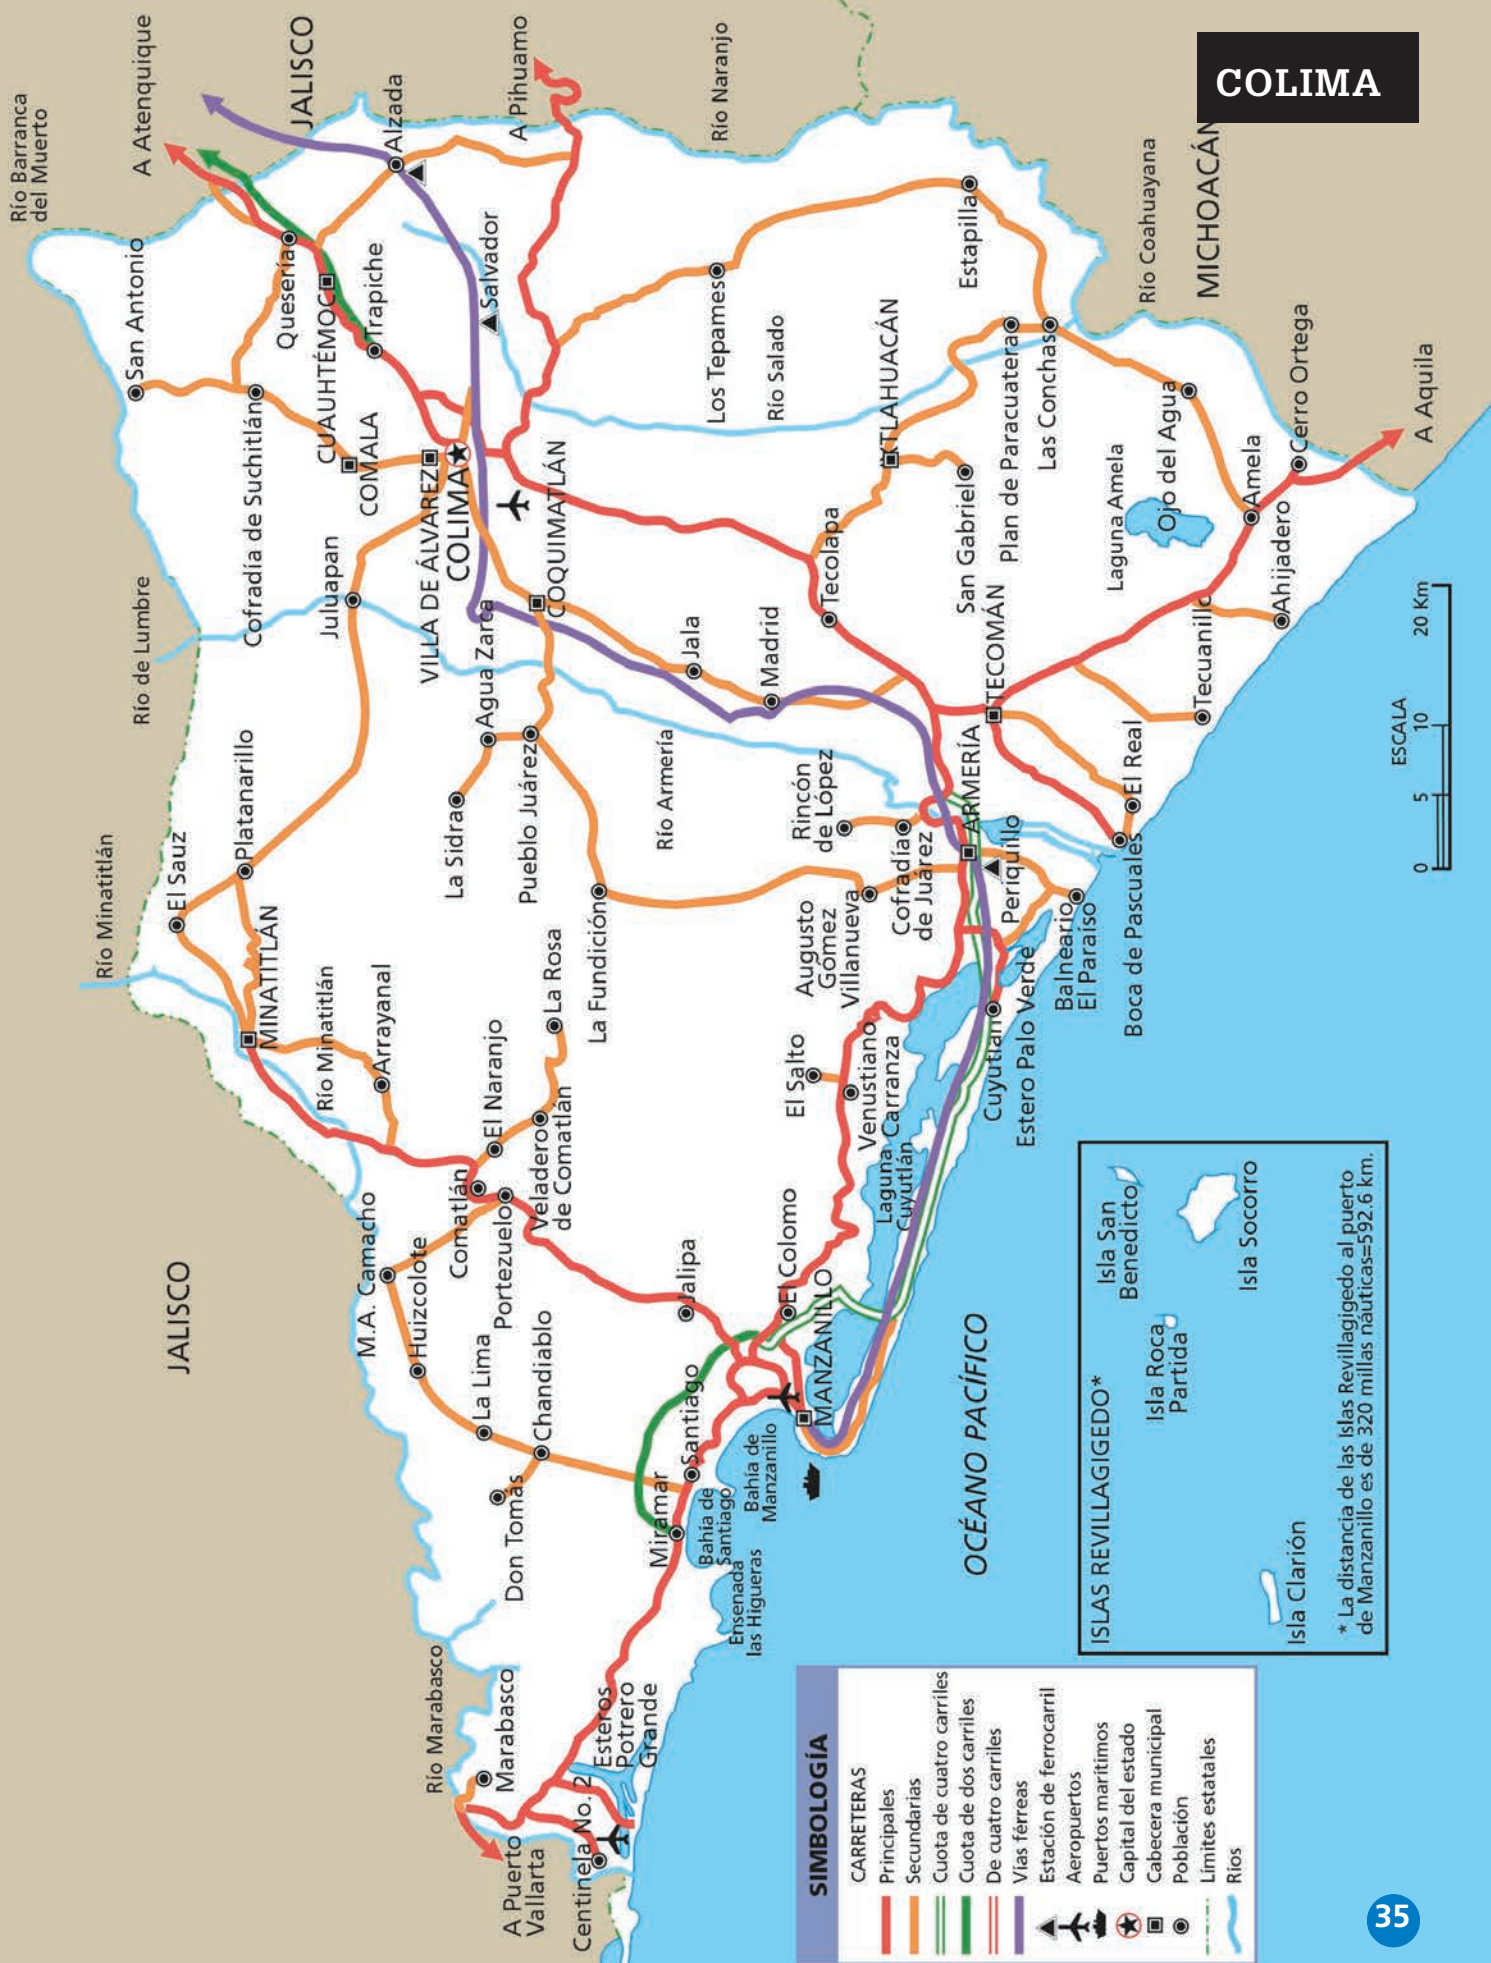 COLIMA
Río Barranca
del Muerto
A Atenquique
JALISCO
A Pihuamo
Río Naranjo
Alzada
San Antonio
Quesería
CUAUHTÉMOC
Trapiche
Salvador
Cofradía de Suchitlán
COMALA
VILLA DE ÁLVAREZ
COLIMA
COQUIMATLÁN
Los Tepames
Río Salado
Estapilla
IXTLAHUACÁN
Plan de Paracuatera
Las Conchas
San Gabriel
Río Coahuayana
MICHOACÁN
Laguna Amela
Ojo del Agua
Amela
Cerro Ortega
A Aquila
Ahijadero
Tecuanillo
Tecuanillo
Río de Lumbre
Juluapan
Agua Zarca
Jala
Madrid
Tecolapa
TECOMÁN
El Real
Boca de Pascuales
Río Minatitlán
El Sauz
Platanarillo
MINATITLÁN
La Sidra
Pueblo Juárez
Río Armería
Rincón
de López
Cofradía
de Juárez
ARMERÍA
Periquillo
Augusto
Gómez
Villanueva
Balneario
El Paraíso
La Fundición
La Rosa
Río Minatitlán
Arrayanal
El Naranjo
Veladero
de Comatlán
Comatlán
Portezuelo
El Salto
Venustiano
Carranza
Laguna
Cuyutlán
Cuyutlán
Estero Palo Verde
JALISCO
M.A. Camacho
Huizcolote
La Lima
Chandiablo
Don Tomás
Jalipa
El Colomo
MANZANILLO
Santiago
Miramar
Bahía de
Santiago
Bahía de
Manzanillo
Ensenada
las Higueras
OCÉANO PACÍFICO
Río Marabasco
Marabasco
Esteros
Potrero
Grande
A Puerto
Vallarta
Centinela No. 2
ESCALA
0 5 10 20 Km
ISLAS REVILLAGIGEDO*
Isla San
Benedicto
Isla Roca
Partida
Isla Socorro
Isla Clarión
* La distancia de las Islas Revillagigedo al puerto
de Manzanillo es de 320 millas náuticas=592.6 km.
SIMBOLOGÍA
CARRETERAS
Principales
Secundarias
Cuota de cuatro carriles
Cuota de dos carriles
De cuatro carriles
Vías férreas
Estación de ferrocarril
Aeropuertos
Puertos marítimos
Capital del estado
Cabecera municipal
Población
Límites estatales
Ríos
35